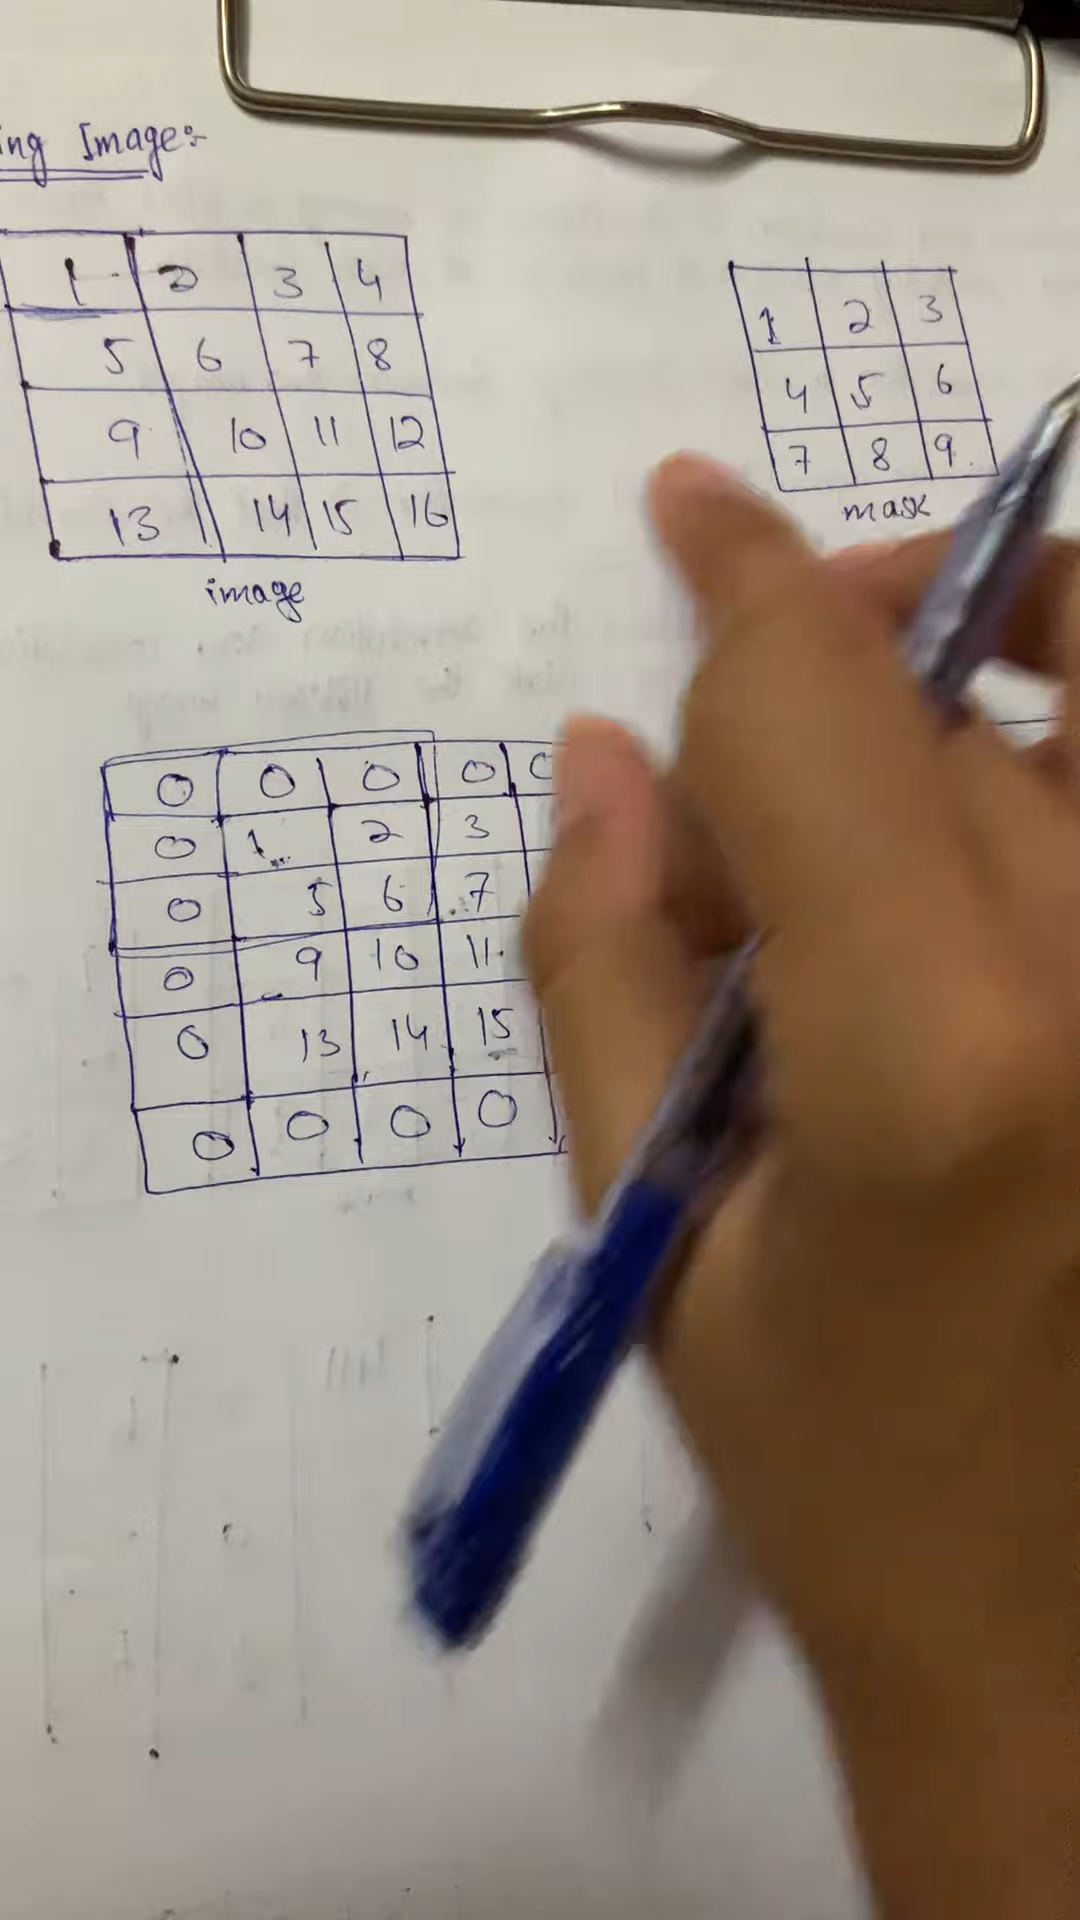 ing Image:-
1 2 3 4
5 6 7 8
9 10 11 12
13 14 15 16
image
1 2 3
4 5 6
7 8 9
mask
0 0 0 0 0
0 1 2 3
0 5 6 7
0 9 10 11
0 13 14 15
0 0 0 0